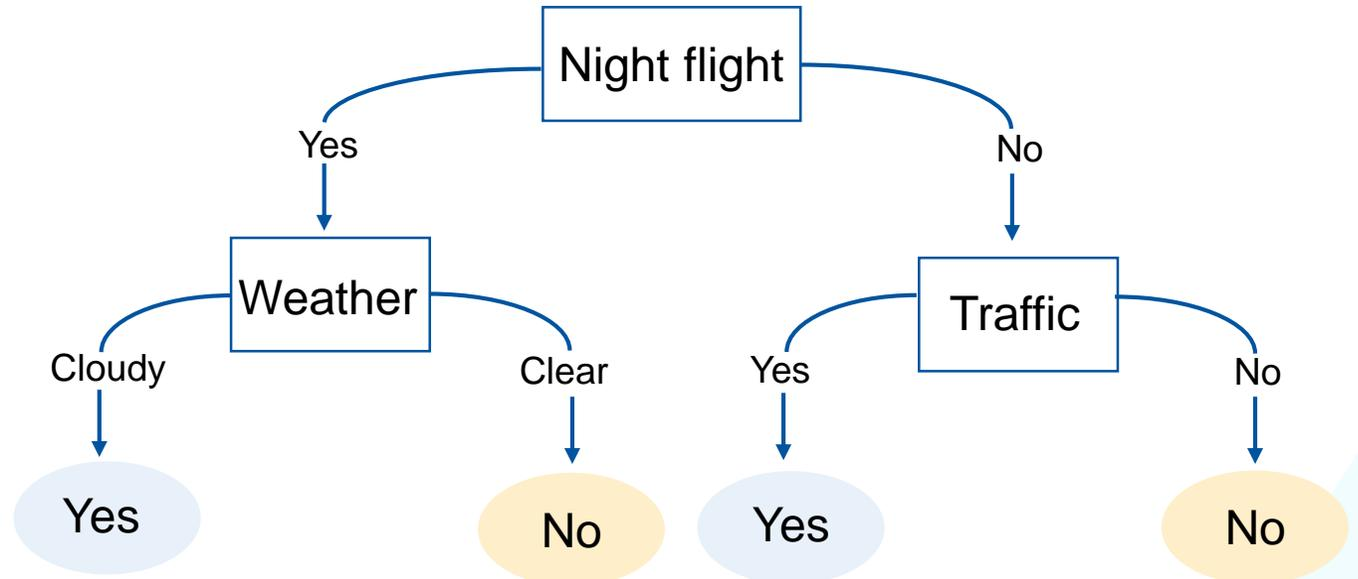 Night flight
Yes
No
Weather
Traffic
Cloudy
Clear
Yes
No
Yes
No
Yes
No